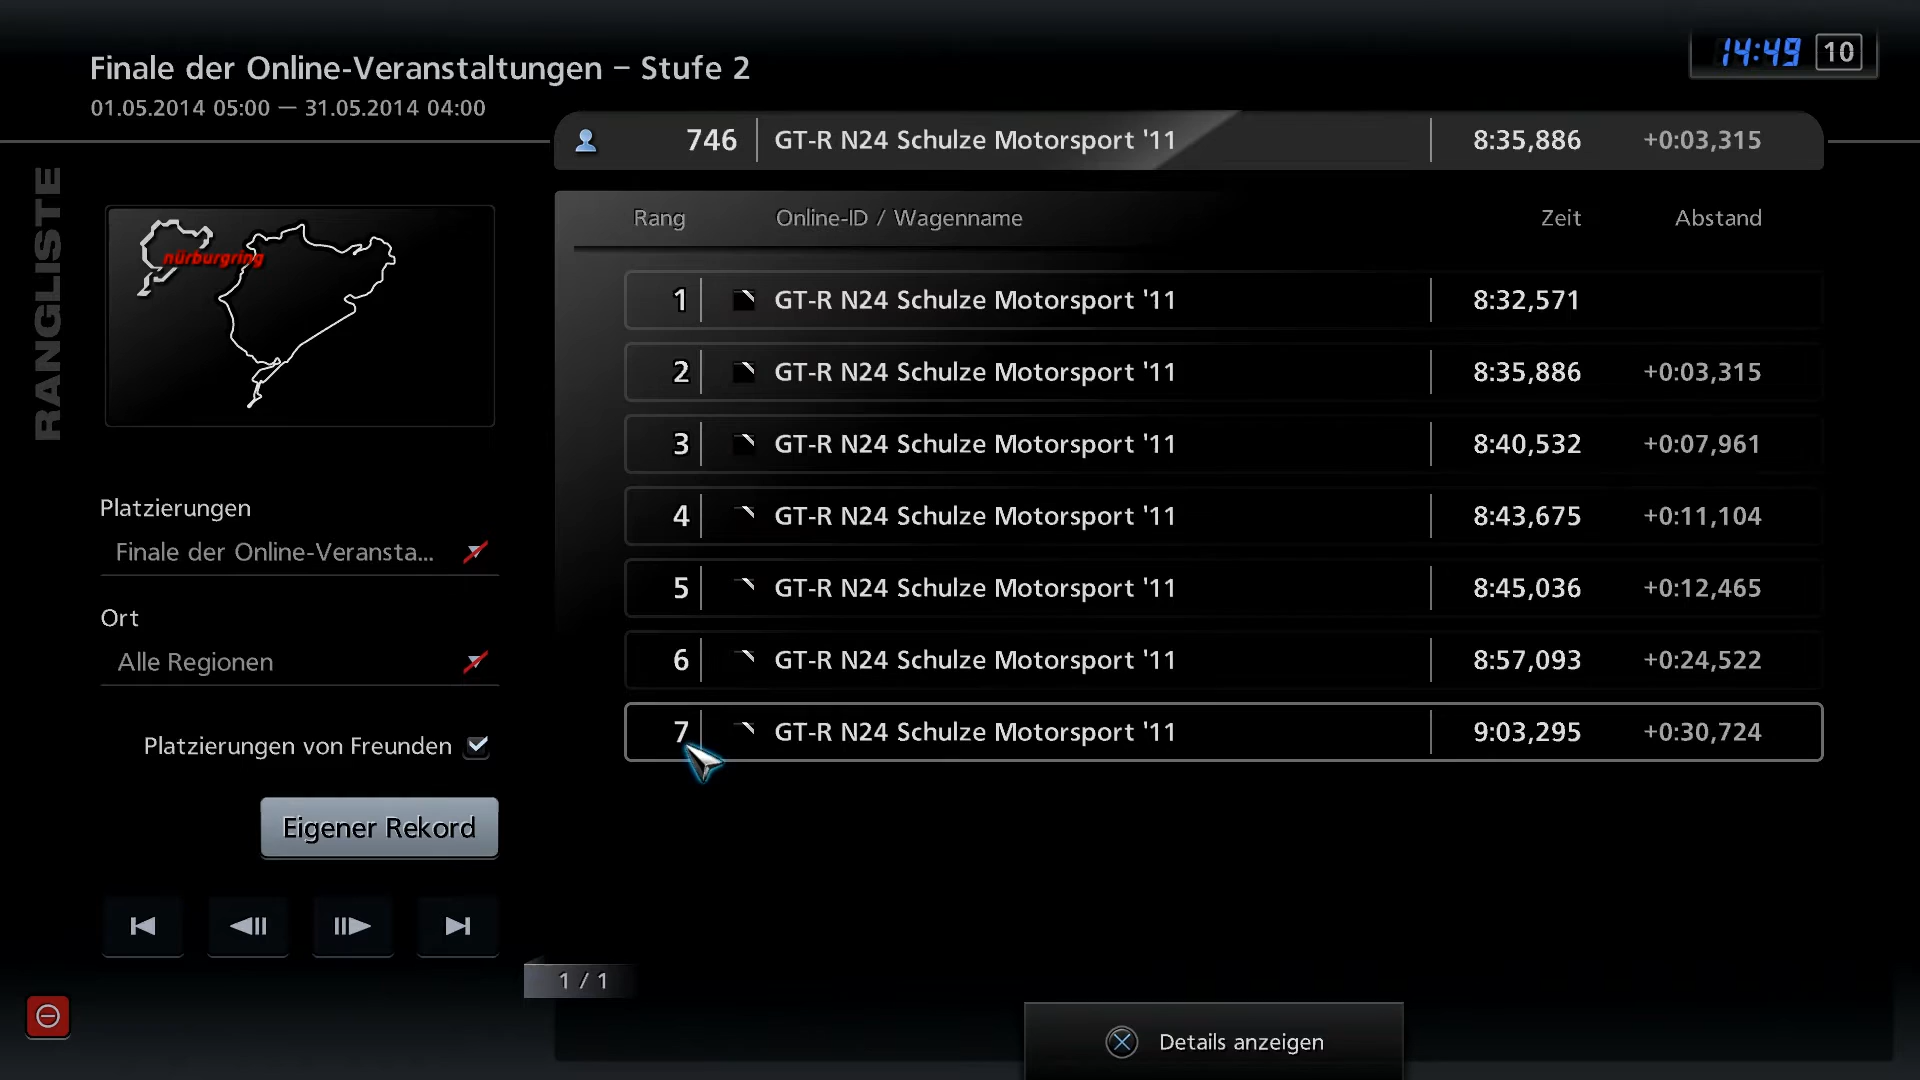 Finale der Online-Veranstaltungen – Stufe 2
01.05.2014 05:00 — 31.05.2014 04:00
14:49 10
746 GT-R N24 Schulze Motorsport '11 8:35,886 +0:03,315
RANGLISTE
nürburgring
Rang Online-ID / Wagenname Zeit Abstand
1 GT-R N24 Schulze Motorsport '11 8:32,571
2 GT-R N24 Schulze Motorsport '11 8:35,886 +0:03,315
3 GT-R N24 Schulze Motorsport '11 8:40,532 +0:07,961
4 GT-R N24 Schulze Motorsport '11 8:43,675 +0:11,104
5 GT-R N24 Schulze Motorsport '11 8:45,036 +0:12,465
6 GT-R N24 Schulze Motorsport '11 8:57,093 +0:24,522
7 GT-R N24 Schulze Motorsport '11 9:03,295 +0:30,724
Platzierungen
Finale der Online-Veransta...
Ort
Alle Regionen
Platzierungen von Freunden
Eigener Rekord
1 / 1
Details anzeigen